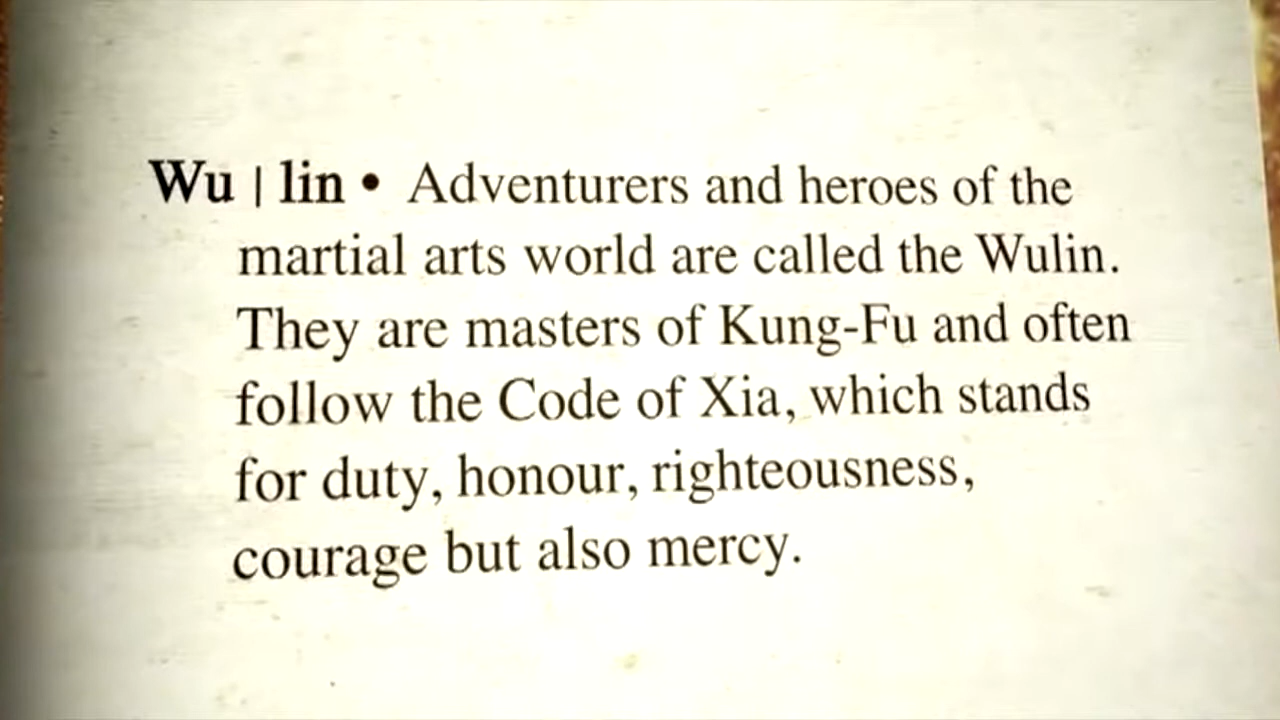 Wu | lin • Adventurers and heroes of the
martial arts world are called the Wulin.
They are masters of Kung-Fu and often
follow the Code of Xia, which stands
for duty, honour, righteousness,
courage but also mercy.